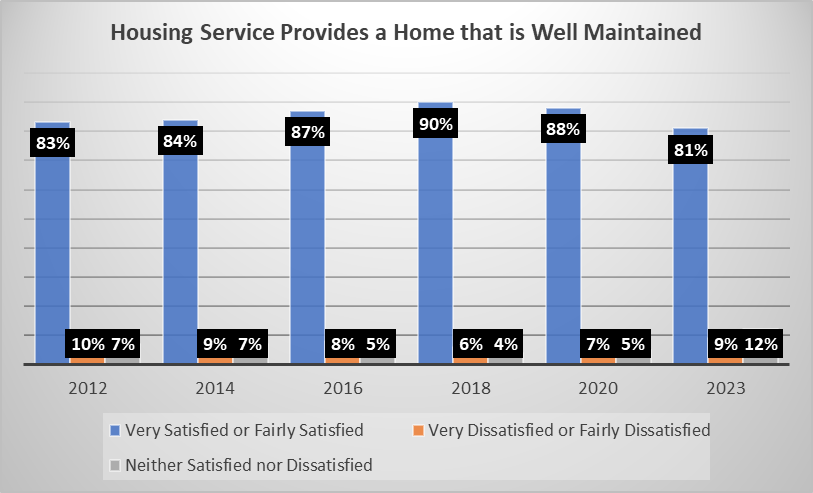 Housing Service Provides a Home that is Well Maintained
83%
84%
87%
90%
88%
81%
10% 7%
9% 7%
8% 5%
6% 4%
7% 5%
9% 12%
2012 2014 2016 2018 2020 2023
Very Satisfied or Fairly Satisfied
Very Dissatisfied or Fairly Dissatisfied
Neither Satisfied nor Dissatisfied